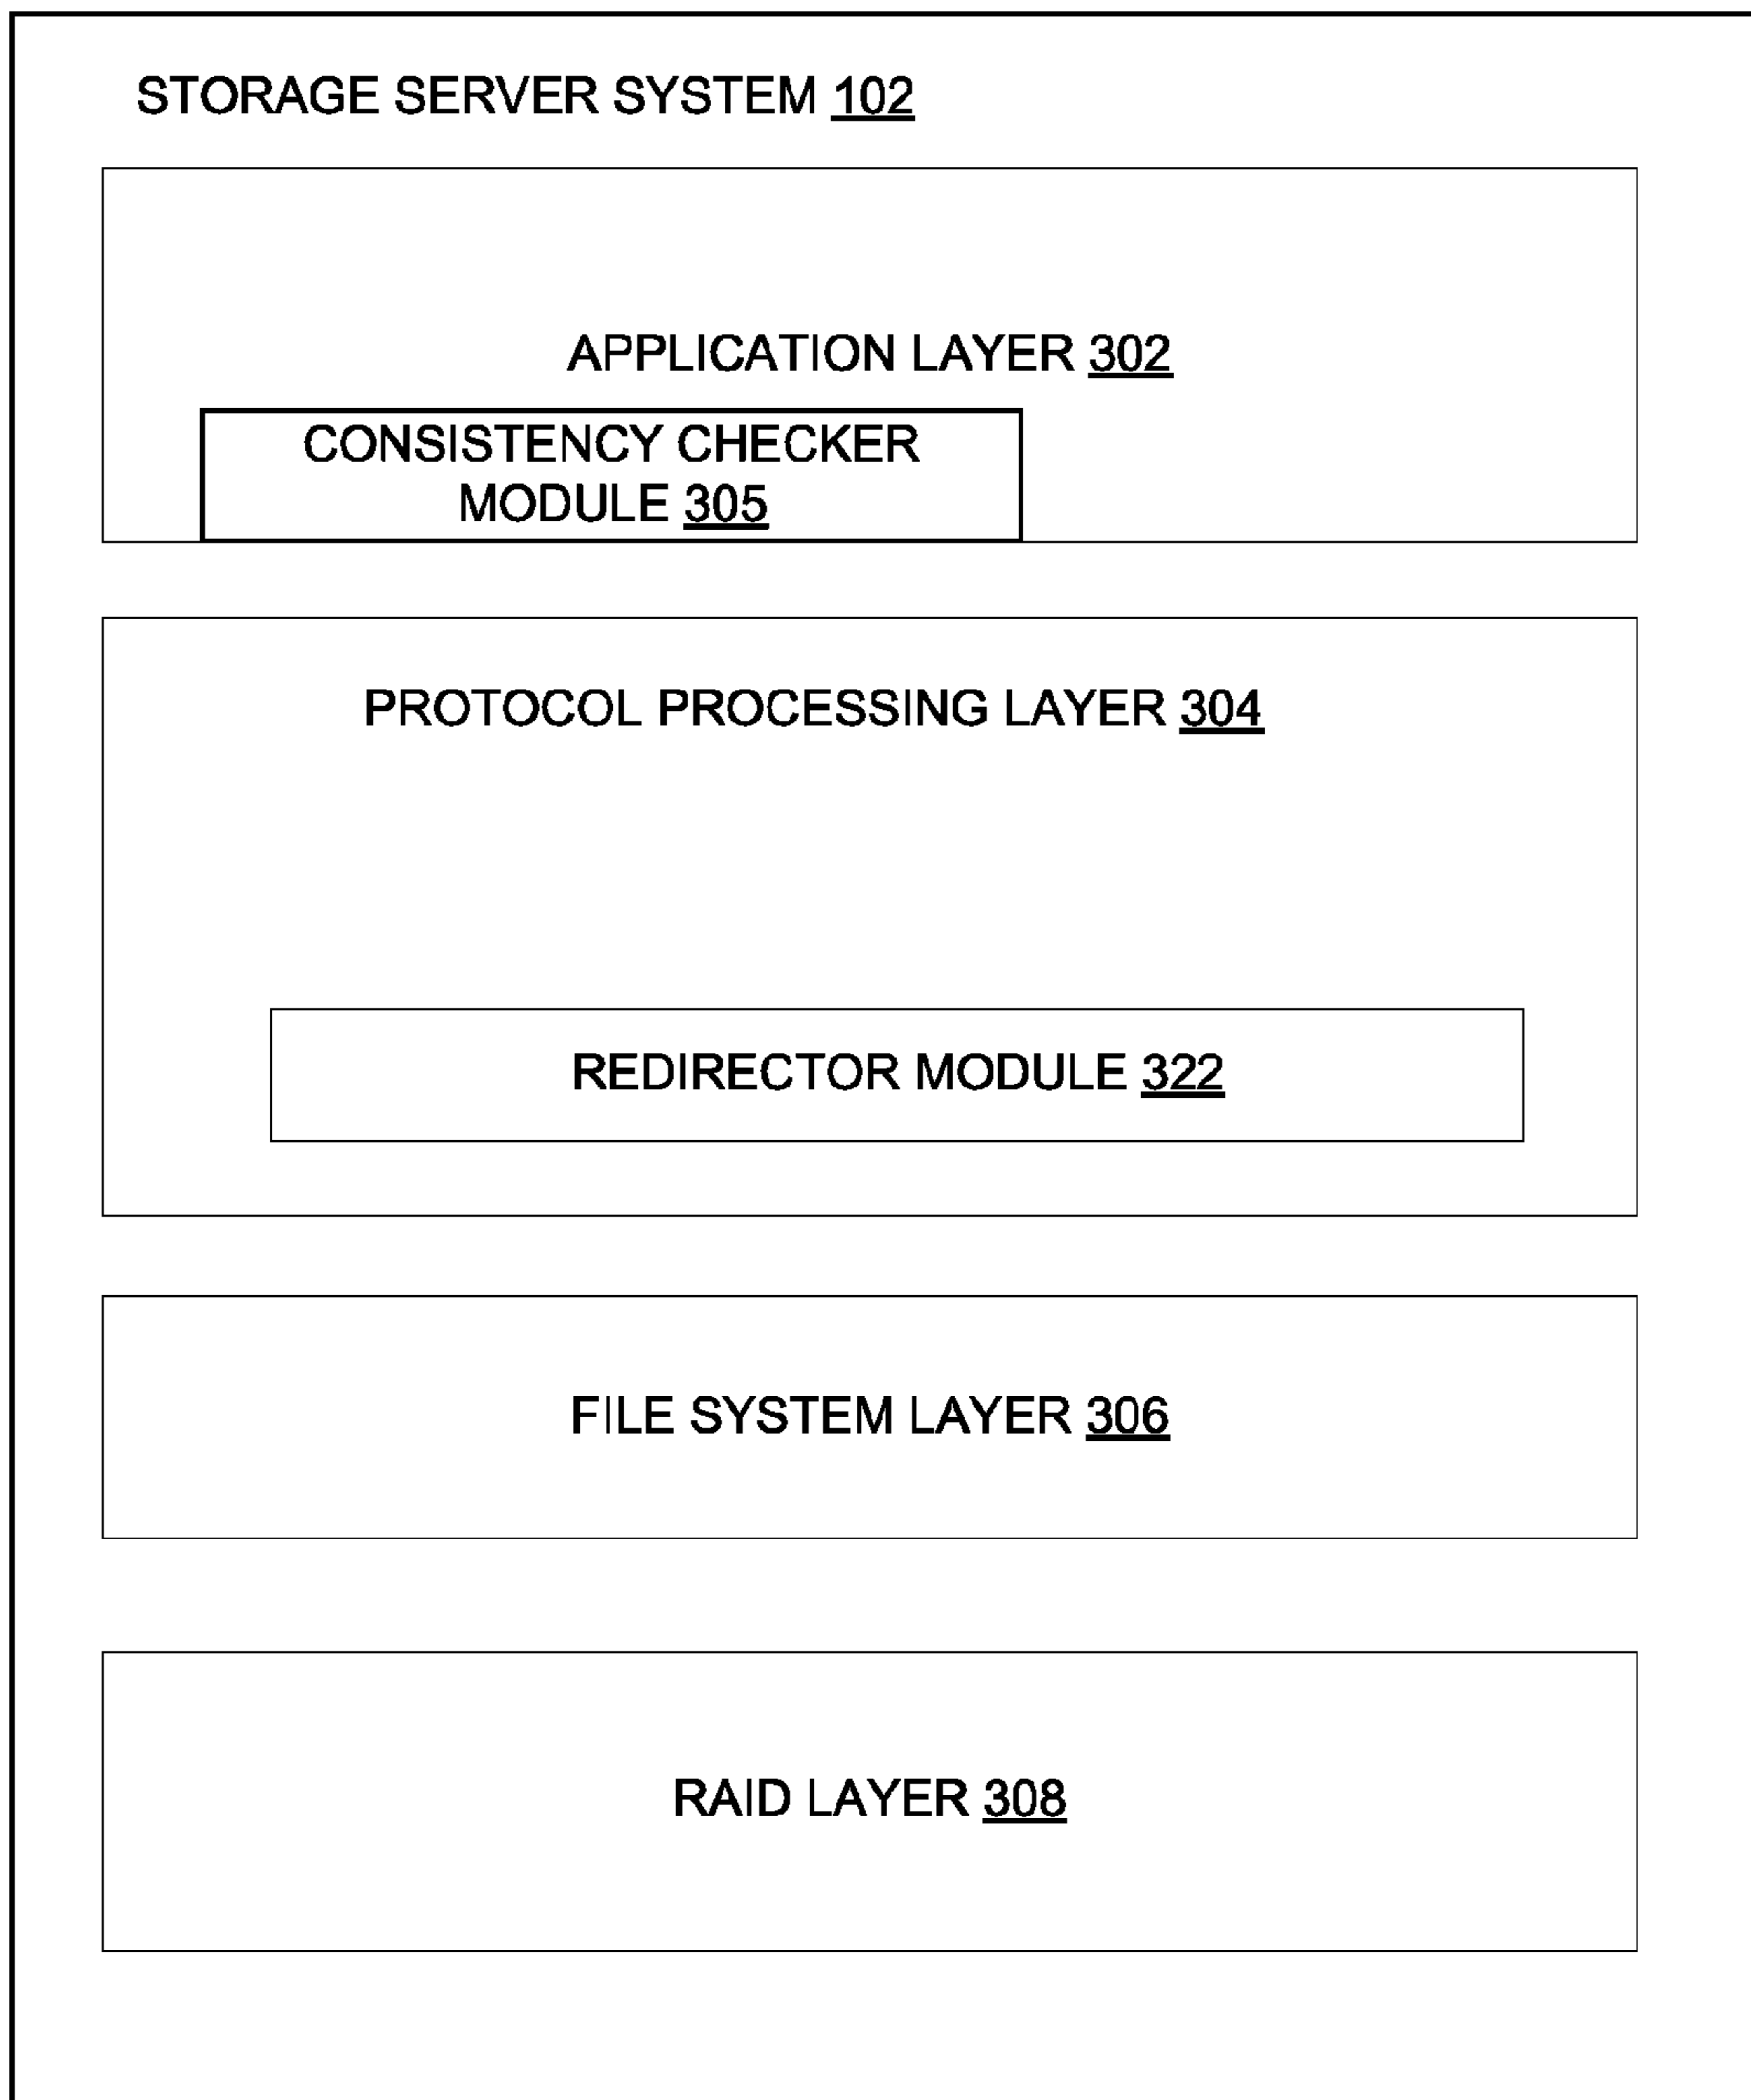 STORAGE SERVER SYSTEM 102
APPLICATION LAYER 302
CONSISTENCY CHECKER
MODULE 305
PROTOCOL PROCESSING LAYER 304
REDIRECTOR MODULE 322
FILE SYSTEM LAYER 306
RAID LAYER 308